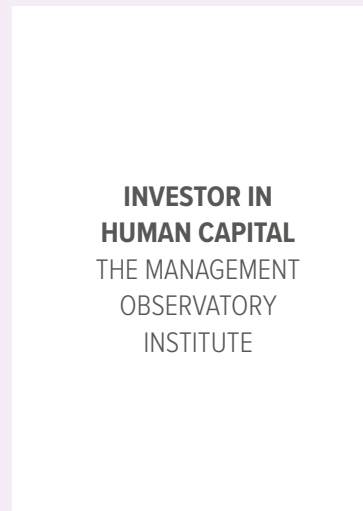 INVESTOR IN
HUMAN CAPITAL
THE MANAGEMENT
OBSERVATORY
INSTITUTE